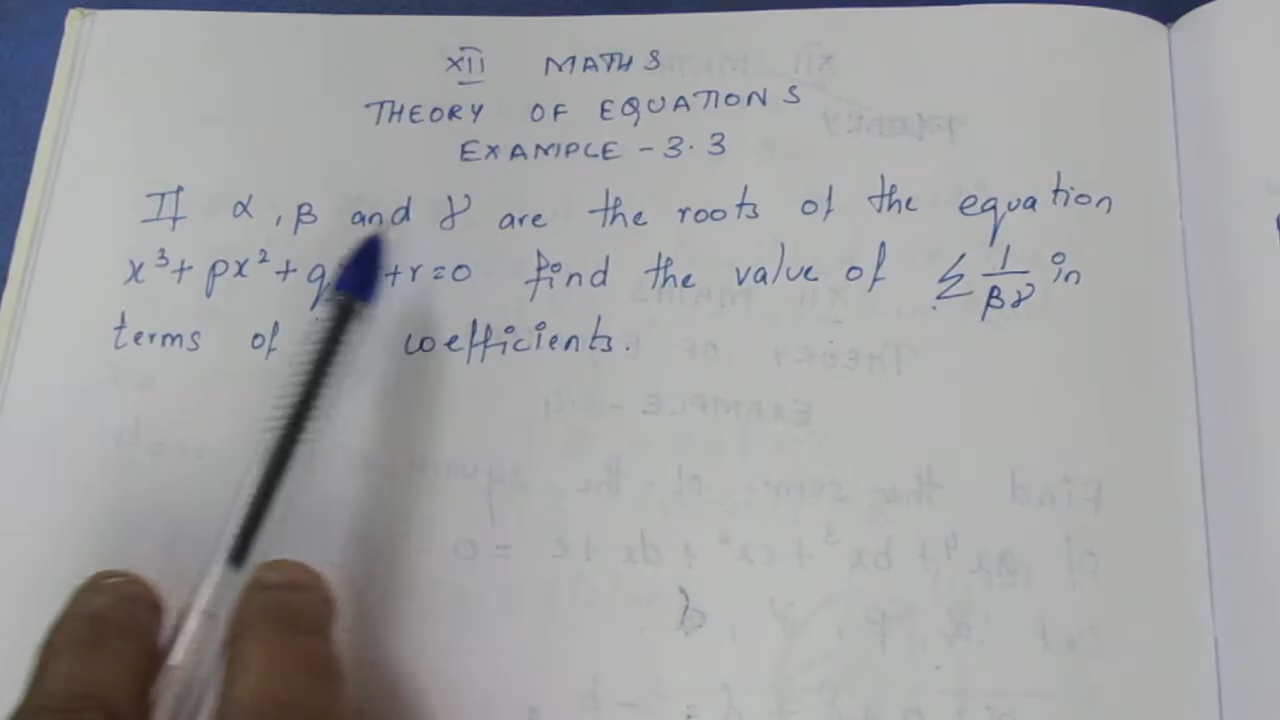 XII MATHS
THEORY OF EQUATIONS
EXAMPLE - 3.3
If α, β and γ are the roots of the equation
x³ + px² + q +r=0 find the value of Σ 1/βγ in
terms of coefficients.